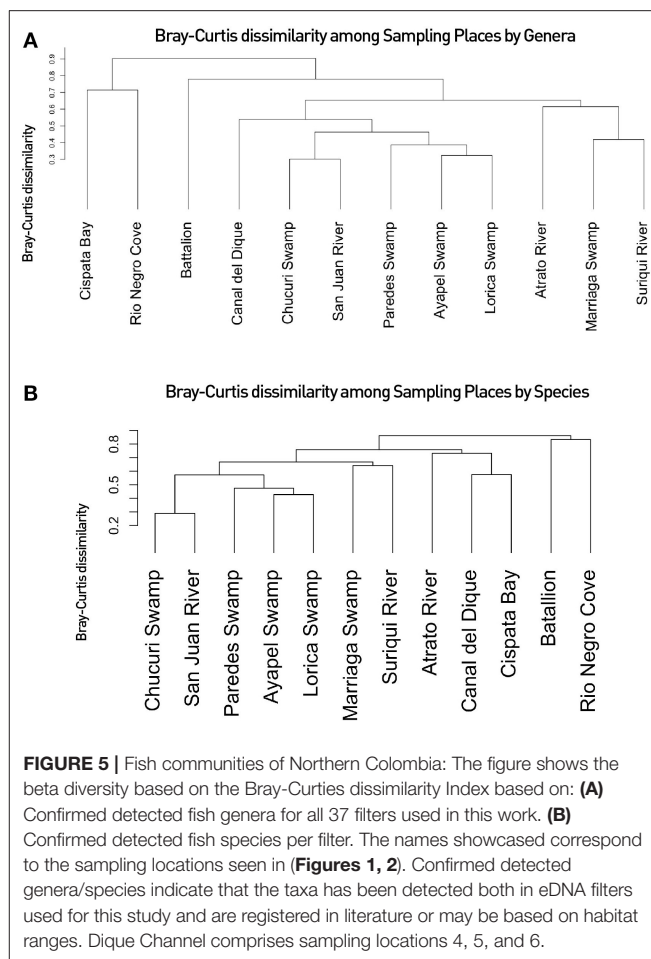 A
Bray-Curtis dissimilarity among Sampling Places by Genera
Bray-Curtis dissimilarity
0.9
0.8
0.7
0.6
0.5
0.4
0.3
Cispata Bay
Rio Negro Cove
Battalion
Canal del Dique
Chucuri Swamp
San Juan River
Paredes Swamp
Ayapel Swamp
Lorica Swamp
Atrato River
Marriaga Swamp
Suriqui River
B
Bray-Curtis dissimilarity among Sampling Places by Species
Bray-Curtis dissimilarity
0.8
0.5
0.2
Chucuri Swamp
San Juan River
Paredes Swamp
Ayapel Swamp
Lorica Swamp
Marriaga Swamp
Suriqui River
Atrato River
Canal del Dique
Cispata Bay
Batallion
Rio Negro Cove
FIGURE 5 | Fish communities of Northern Colombia: The figure shows the
beta diversity based on the Bray-Curties dissimilarity Index based on: (A)
Confirmed detected fish genera for all 37 filters used in this work. (B)
Confirmed detected fish species per filter. The names showcased correspond
to the sampling locations seen in (Figures 1, 2). Confirmed detected
genera/species indicate that the taxa has been detected both in eDNA filters
used for this study and are registered in literature or may be based on habitat
ranges. Dique Channel comprises sampling locations 4, 5, and 6.